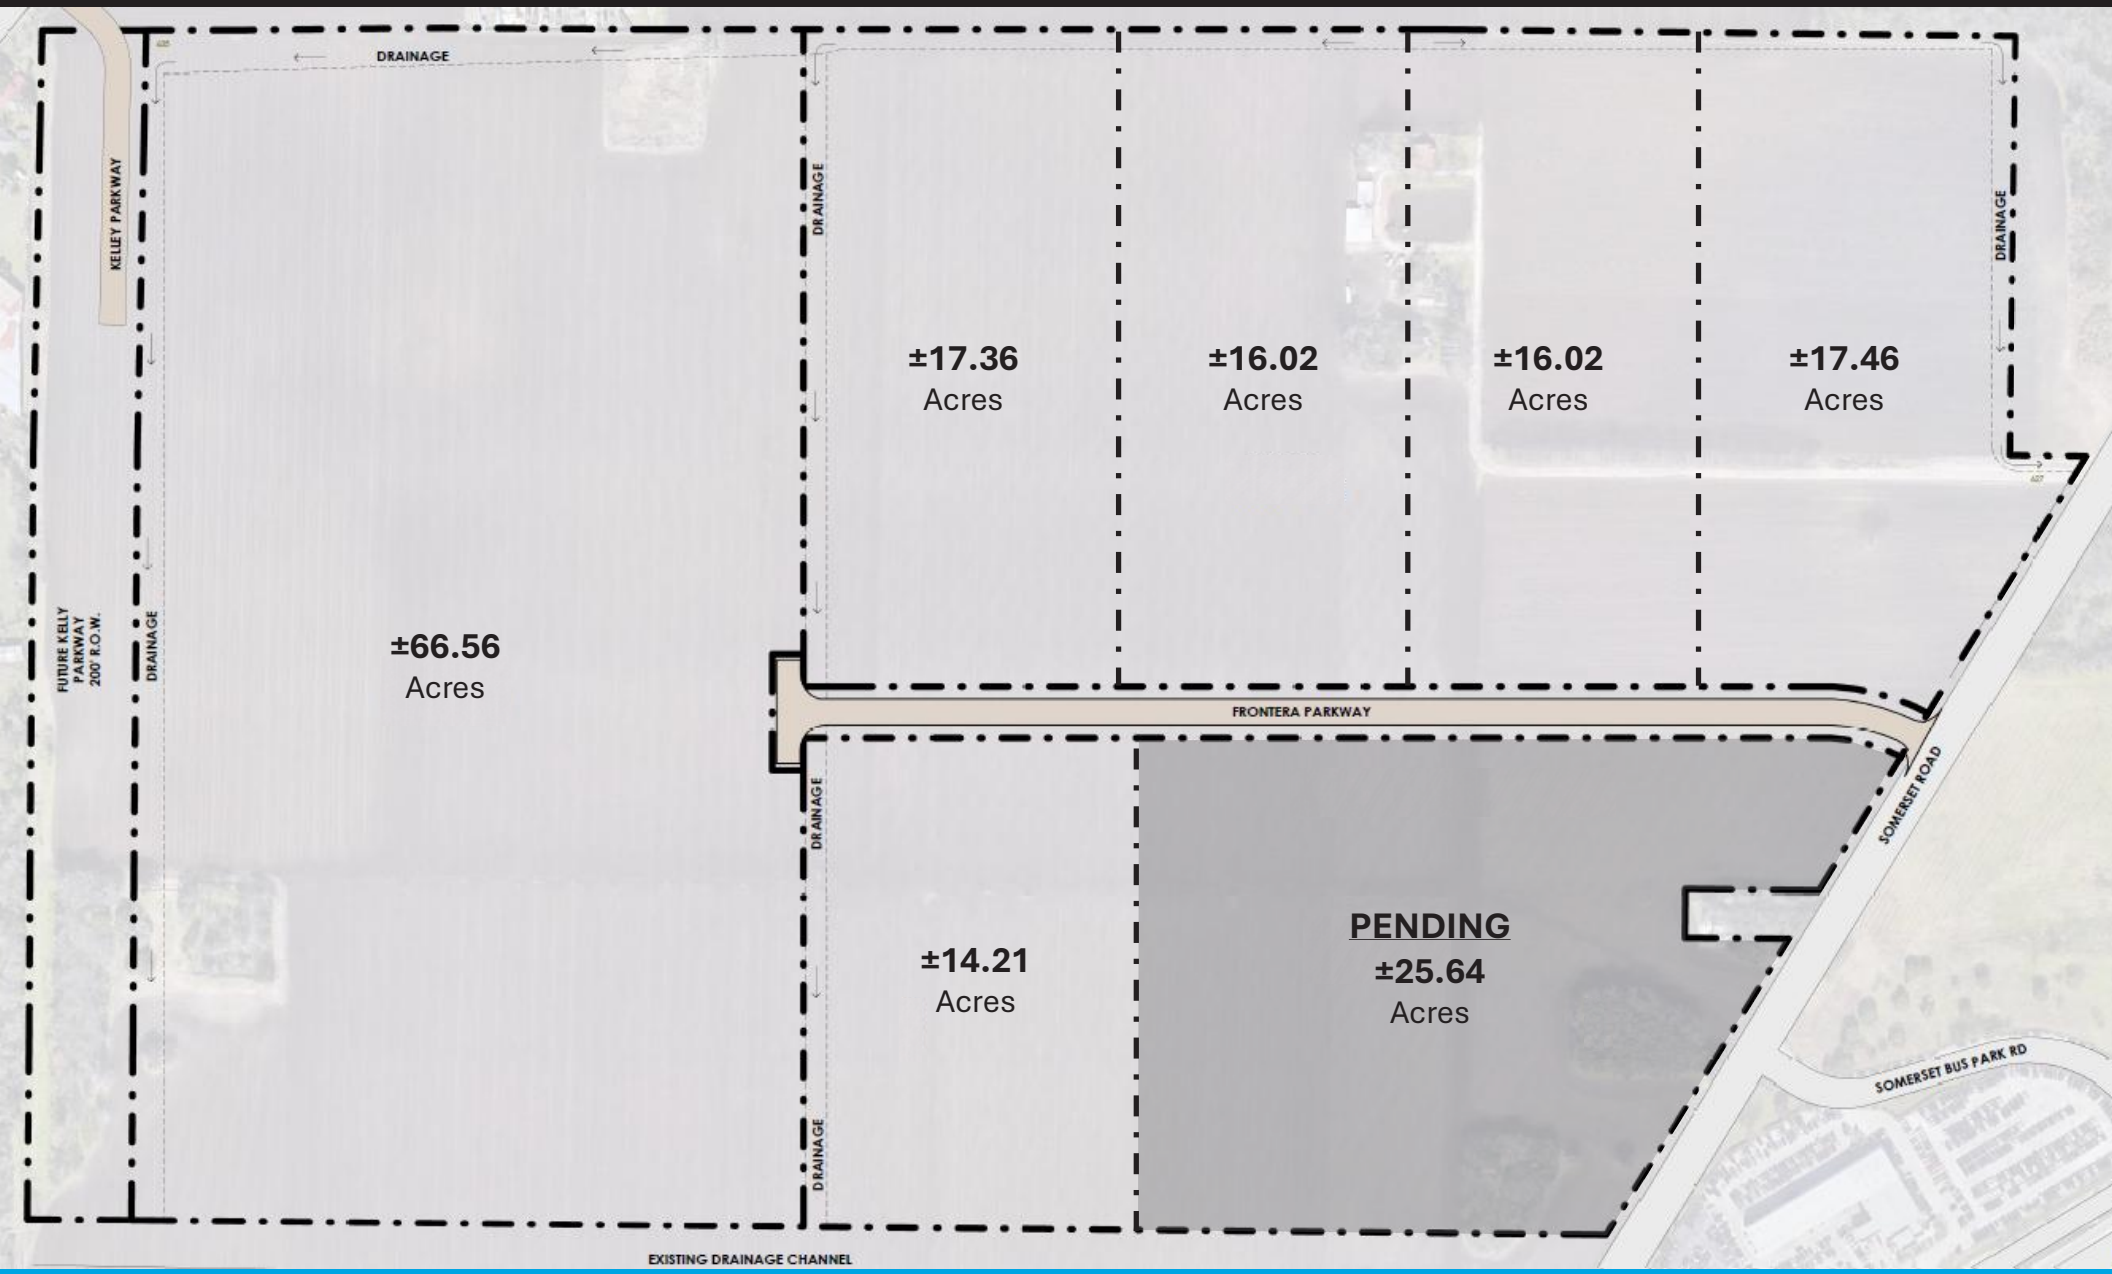 DRAINAGE
KELLEY PARKWAY
DRAINAGE
DRAINAGE
±17.36
Acres
±16.02
Acres
±16.02
Acres
±17.46
Acres
627
FUTURE KELLY
PARKWAY
200' R.O.W.
DRAINAGE
±66.56
Acres
FRONTERA PARKWAY
SOMERSET ROAD
DRAINAGE
±14.21
Acres
PENDING
±25.64
Acres
SOMERSET BUS PARK RD
DRAINAGE
EXISTING DRAINAGE CHANNEL